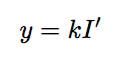 y = kI′